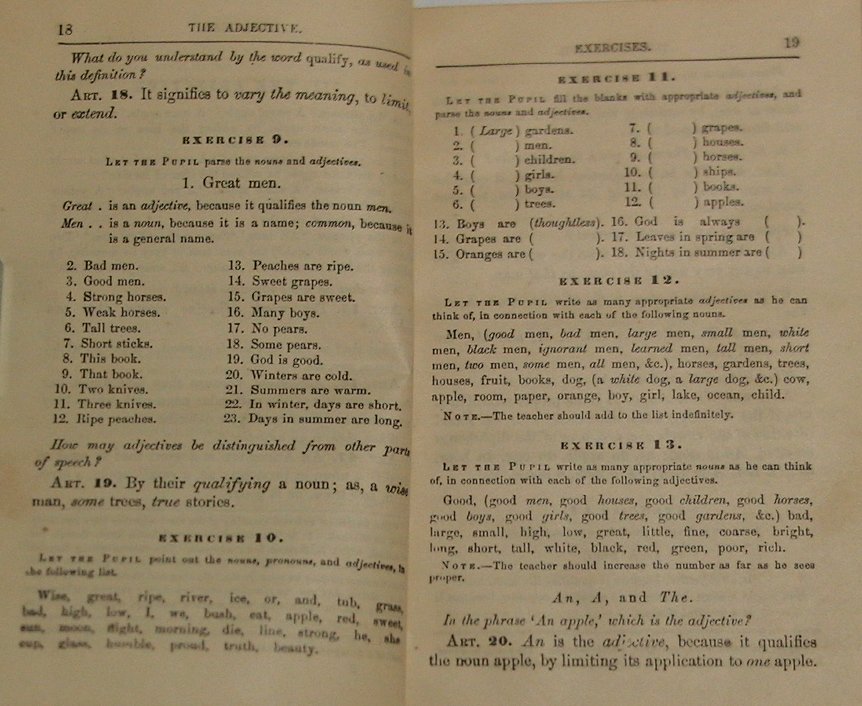 18
THE ADJECTIVE.
What do you understand by the word qualify, as used in
this definition?
ART. 18. It signifies to vary the meaning, to limit,
or extend.
EXERCISE 9.
LET THE PUPIL parse the nouns and adjectives.
1. Great men.
Great . is an adjective, because it qualifies the noun men.
Men . . is a noun, because it is a name; common, because it
is a general name.
2. Bad men.
3. Good men.
4. Strong horses.
5. Weak horses.
6. Tall trees.
7. Short sticks.
8. This book.
9. That book.
10. Two knives.
11. Three knives.
12. Ripe peaches.
13. Peaches are ripe.
14. Sweet grapes.
15. Grapes are sweet.
16. Many boys.
17. No pears.
18. Some pears.
19. God is good.
20. Winters are cold.
21. Summers are warm.
22. In winter, days are short.
23. Days in summer are long.
How may adjectives be distinguished from other parts
of speech?
ART. 19. By their qualifying a noun; as, a wise
man, some trees, true stories.
EXERCISE 10.
LET THE PUPIL point out the nouns, pronouns, and adjectives, in
the following list.
Wise, great, ripe, river, ice, or, and, tub, grass,
bad, high, low, I, we, bush, eat, apple, red, sweet,
sun, moon, night, morning, die, line, strong, he, she
cup, glass, humble, proud, truth, beauty.
EXERCISES.
19
EXERCISE 11.
LET THE PUPIL fill the blanks with appropriate adjectives, and
parse the nouns and adjectives.
1. ( Large ) gardens.
2. ( ) men.
3. ( ) children.
4. ( ) girls.
5. ( ) boys.
6. ( ) trees.
7. ( ) grapes.
8. ( ) houses.
9. ( ) horses.
10. ( ) ships.
11. ( ) books.
12. ( ) apples.
13. Boys are (thoughtless).
14. Grapes are ( ).
15. Oranges are ( ).
16. God is always ( ).
17. Leaves in spring are ( )
18. Nights in summer are ( )
EXERCISE 12.
LET THE PUPIL write as many appropriate adjectives as he can
think of, in connection with each of the following nouns.
Men, (good men, bad men, large men, small men, white
men, black men, ignorant men, learned men, tall men, short
men, two men, some men, all men, &c.), horses, gardens, trees,
houses, fruit, books, dog, (a white dog, a large dog, &c.) cow,
apple, room, paper, orange, boy, girl, lake, ocean, child.
NOTE.—The teacher should add to the list indefinitely.
EXERCISE 13.
LET THE PUPIL write as many appropriate nouns as he can think
of, in connection with each of the following adjectives.
Good, (good men, good houses, good children, good horses,
good boys, good girls, good trees, good gardens, &c.) bad,
large, small, high, low, great, little, fine, coarse, bright,
long, short, tall, white, black, red, green, poor, rich.
NOTE.—The teacher should increase the number as far as he sees
proper.
An, A, and The.
In the phrase 'An apple,' which is the adjective?
ART. 20. An is the adjective, because it qualifies
the noun apple, by limiting its application to one apple.